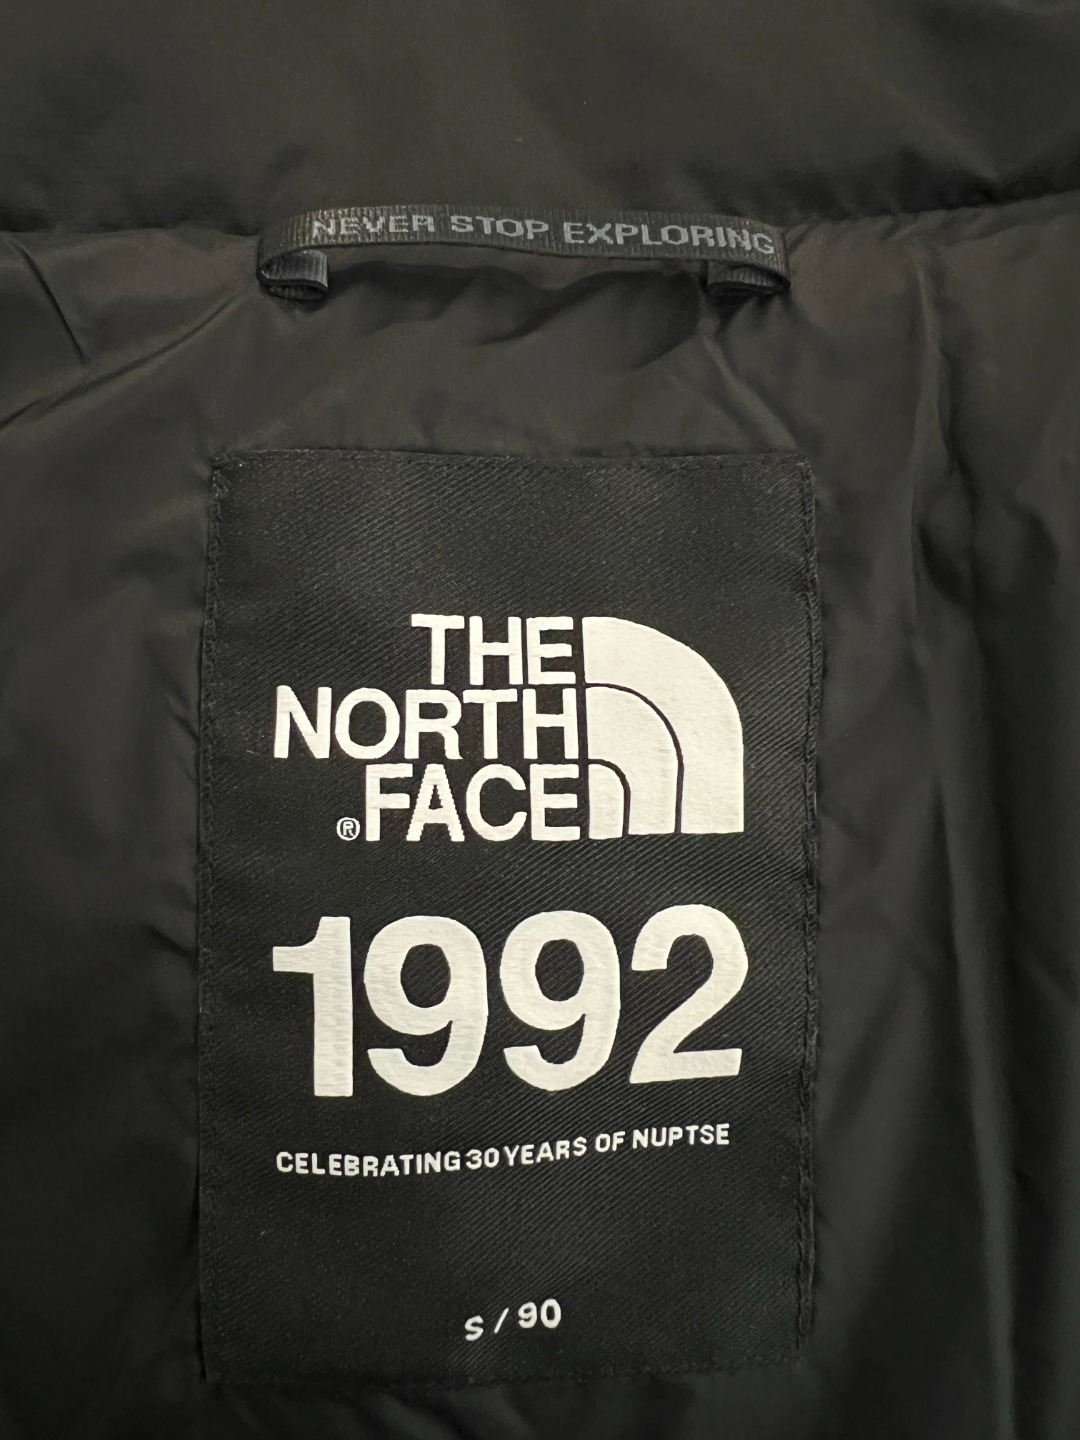 NEVER STOP EXPLORING
THE
NORTH
®FACE
1992
CELEBRATING 30 YEARS OF NUPTSE
S / 90